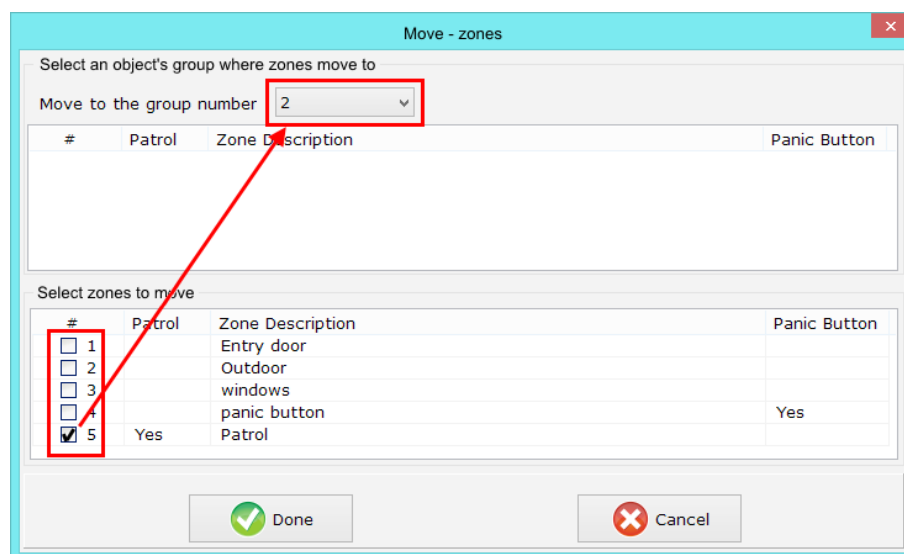 Move - zones
Select an object's group where zones move to
Move to the group number 2
# Patrol Zone Description Panic Button
Select zones to move
# Patrol Zone Description Panic Button
1 Entry door
2 Outdoor
3 windows
4 panic button Yes
5 Yes Patrol
Done Cancel